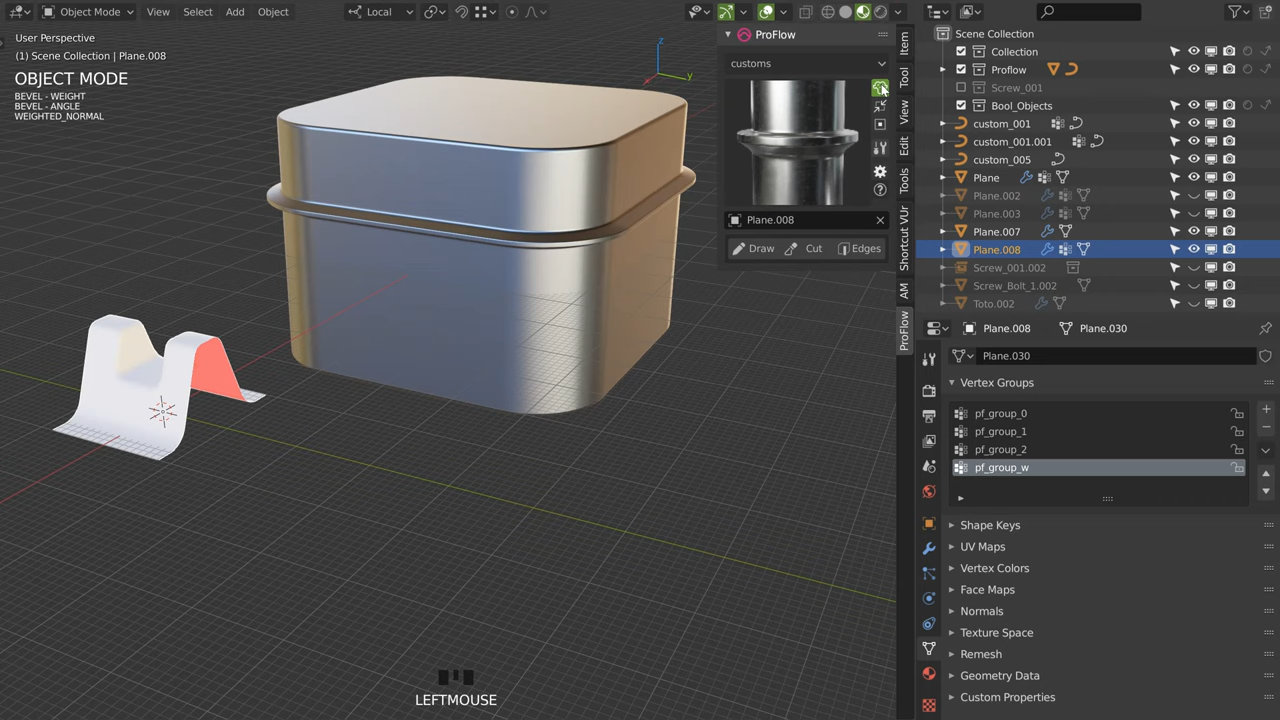 Object Mode View Select Add Object Local
User Perspective
(1) Scene Collection | Plane.008
OBJECT MODE
BEVEL - WEIGHT
BEVEL - ANGLE
WEIGHTED_NORMAL
z
x
y
LEFTMOUSE
ProFlow
customs
Plane.008
Draw Cut Edges
Item
Tool
View
Edit
Tools
Shortcut VUr
AM
ProFlow
Scene Collection
Collection
Proflow
Screw_001
Bool_Objects
custom_001
custom_001.001
custom_005
Plane
Plane.002
Plane.003
Plane.007
Plane.008
Screw_001.002
Screw_Bolt_1.002
Toto.002
Plane.008 Plane.030
Plane.030
Vertex Groups
pf_group_0
pf_group_1
pf_group_2
pf_group_w
Shape Keys
UV Maps
Vertex Colors
Face Maps
Normals
Texture Space
Remesh
Geometry Data
Custom Properties